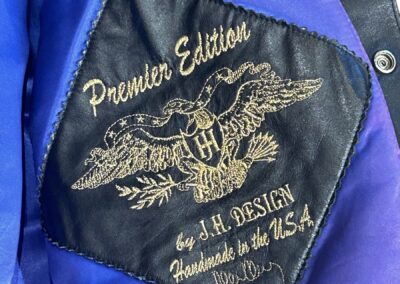 Premier Edition
JH
by J.H. DESIGN
Handmade in the U.S.A.